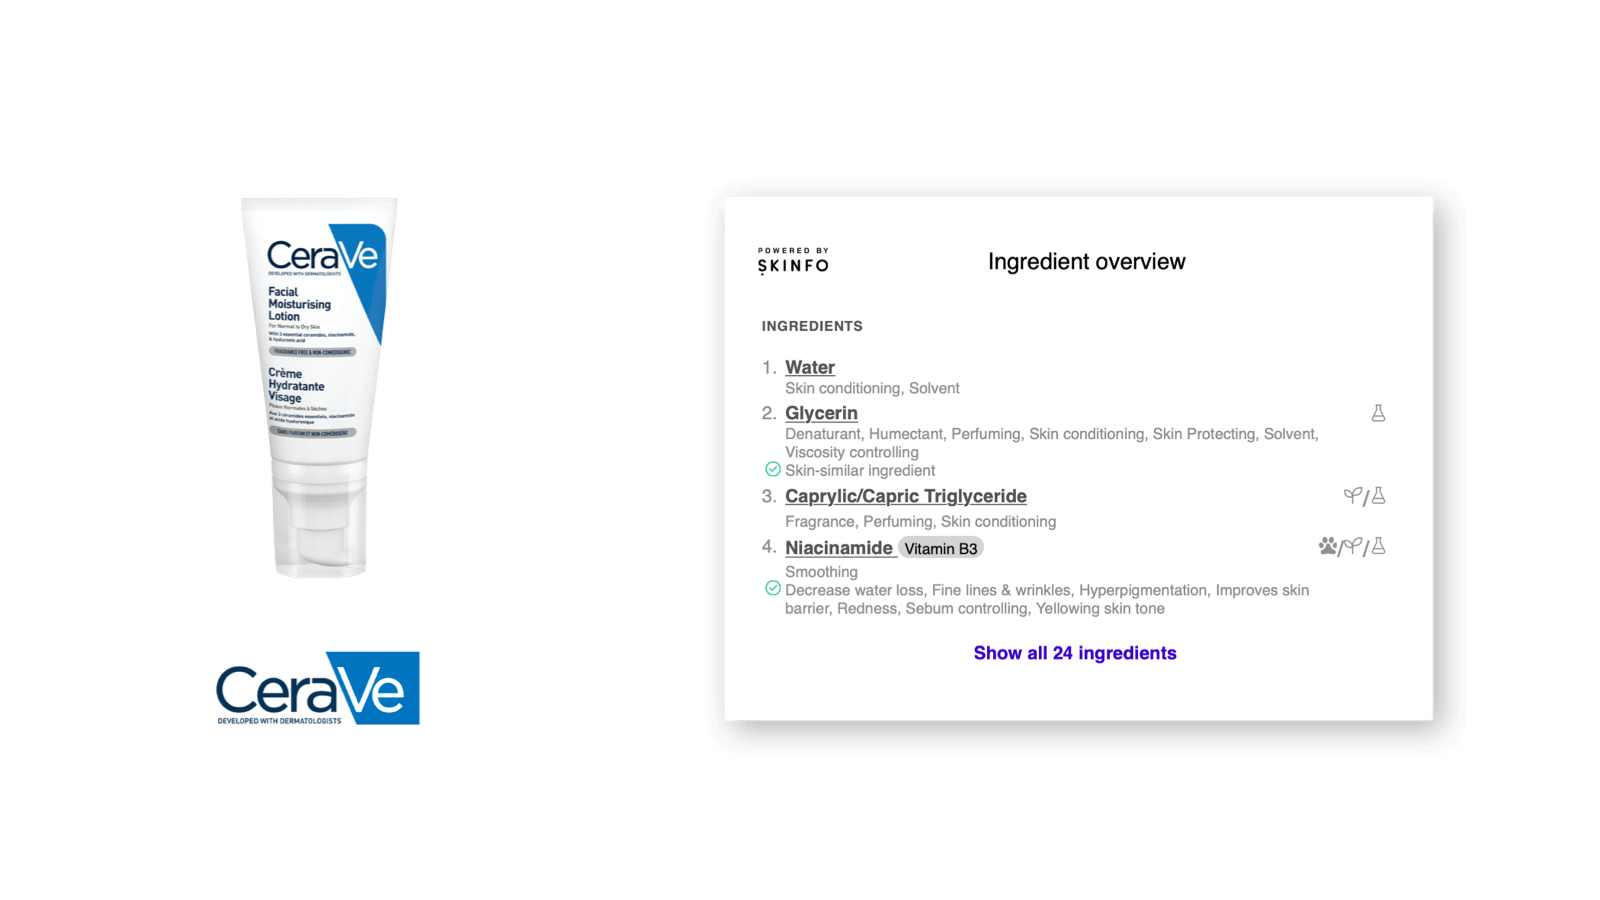 CeraVe
DEVELOPED WITH DERMATOLOGISTS
Facial
Moisturising
Lotion
For Normal to Dry Skin
With 3 essential ceramides, niacinamide,
& hyaluronic acid
FRAGRANCE FREE & NON-COMEDOGENIC
Crème
Hydratante
Visage
Peaux Normales à Sèches
Avec 3 céramides essentiels, niacinamide
et acide hyaluronique
SANS PARFUM ET NON-COMÉDOGÈNE
CeraVe
DEVELOPED WITH DERMATOLOGISTS
POWERED BY
SKINFO
Ingredient overview
INGREDIENTS
1. Water
Skin conditioning, Solvent
2. Glycerin
Denaturant, Humectant, Perfuming, Skin conditioning, Skin Protecting, Solvent,
Viscosity controlling
Skin-similar ingredient
3. Caprylic/Capric Triglyceride
Fragrance, Perfuming, Skin conditioning
4. Niacinamide Vitamin B3
Smoothing
Decrease water loss, Fine lines & wrinkles, Hyperpigmentation, Improves skin
barrier, Redness, Sebum controlling, Yellowing skin tone
Show all 24 ingredients